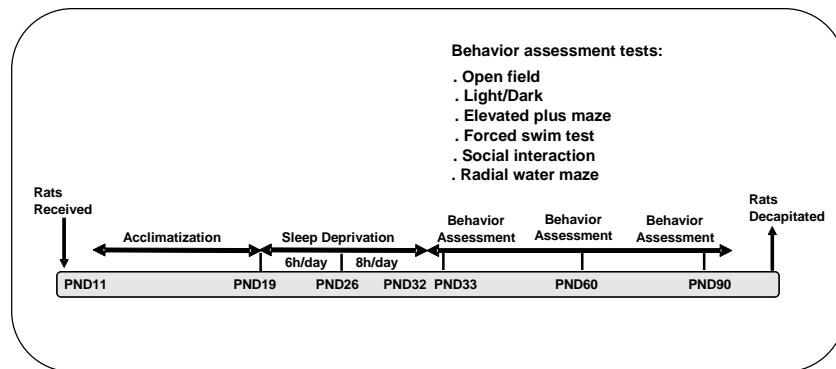 Behavior assessment tests:
. Open field
. Light/Dark
. Elevated plus maze
. Forced swim test
. Social interaction
. Radial water maze
Rats
Received
Acclimatization
Sleep Deprivation
6h/day
8h/day
Behavior
Assessment
Behavior
Assessment
Behavior
Assessment
Rats
Decapitated
PND11
PND19
PND26
PND32
PND33
PND60
PND90